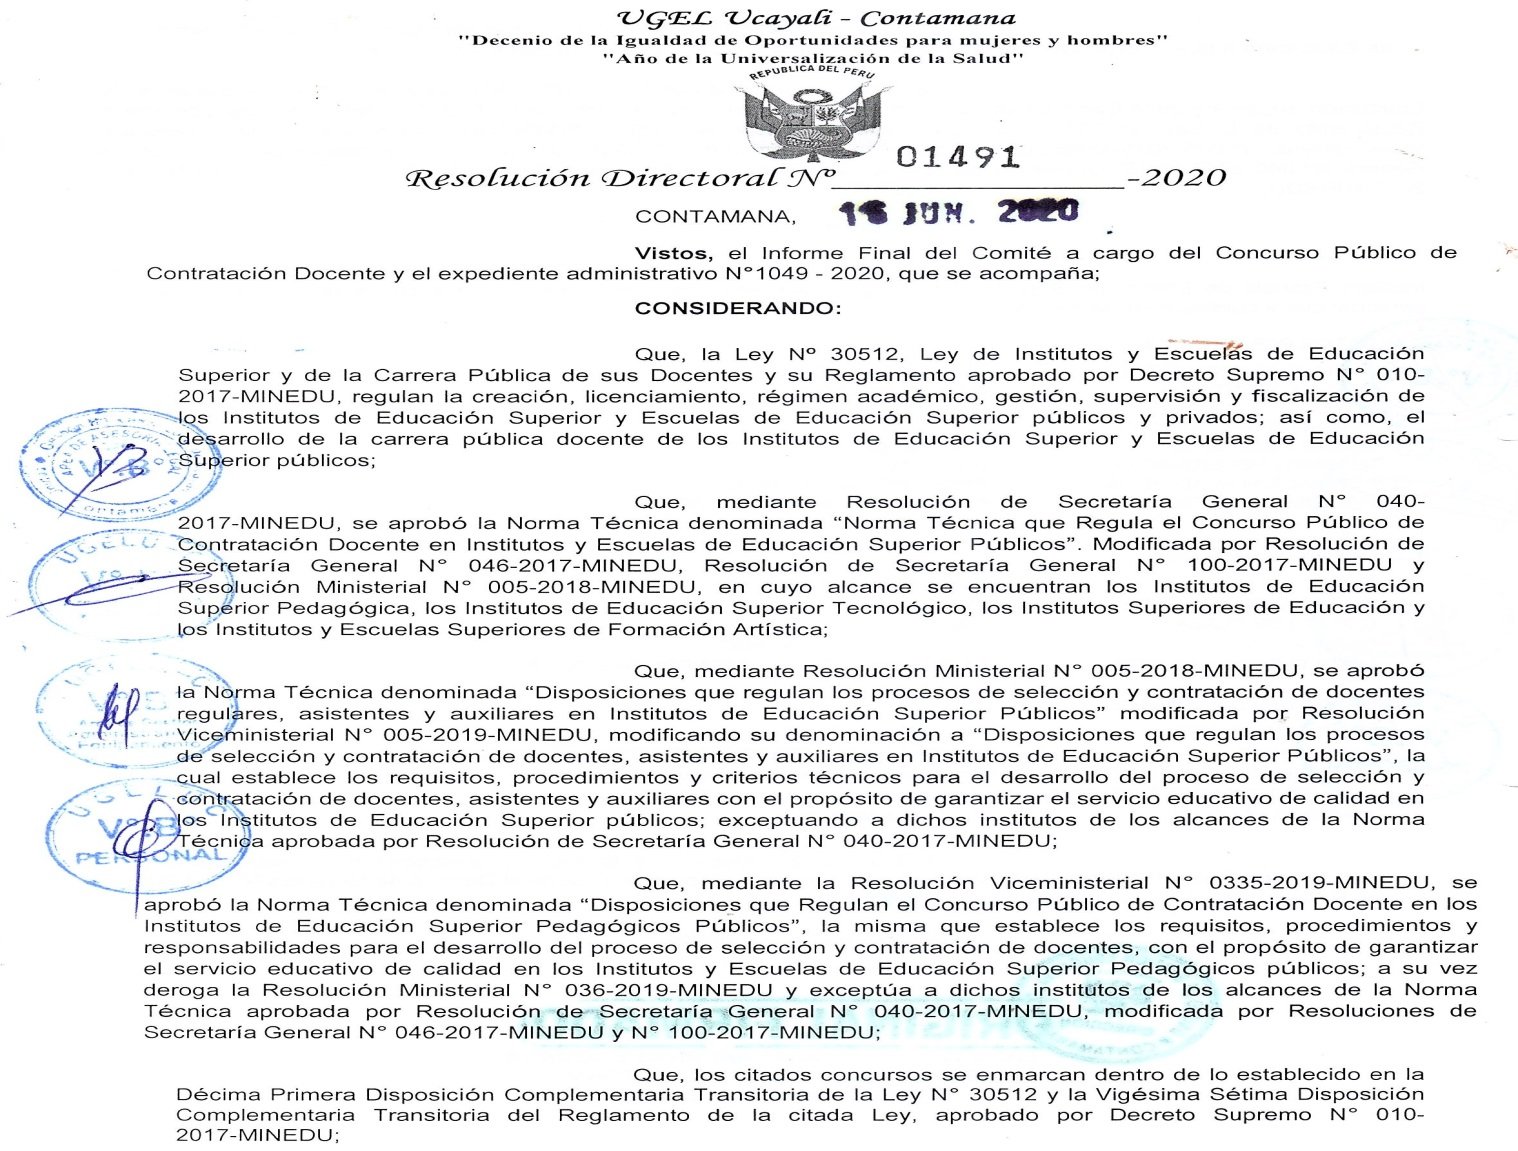 UGEL Ucayali - Contamana
"Decenio de la Igualdad de Oportunidades para mujeres y hombres"
"Año de la Universalización de la Salud"
REPUBLICA DEL PERU
01491
Resolución Directoral Nº____________________-2020
CONTAMANA, JUN. 2020
Vistos, el Informe Final del Comité a cargo del Concurso Público de
Contratación Docente y el expediente administrativo N°1049 - 2020, que se acompaña;
CONSIDERANDO:
Que, la Ley Nº 30512, Ley de Institutos y Escuelas de Educación
Superior y de la Carrera Pública de sus Docentes y su Reglamento aprobado por Decreto Supremo N° 010-
2017-MINEDU, regulan la creación, licenciamiento, régimen académico, gestión, supervisión y fiscalización de
los Institutos de Educación Superior y Escuelas de Educación Superior públicos y privados; así como, el
desarrollo de la carrera pública docente de los Institutos de Educación Superior y Escuelas de Educación
Superior públicos;
Que, mediante Resolución de Secretaría General N° 040-
2017-MINEDU, se aprobó la Norma Técnica denominada “Norma Técnica que Regula el Concurso Público de
Contratación Docente en Institutos y Escuelas de Educación Superior Públicos”. Modificada por Resolución de
Secretaría General N° 046-2017-MINEDU, Resolución de Secretaría General N° 100-2017-MINEDU y
Resolución Ministerial N° 005-2018-MINEDU, en cuyo alcance se encuentran los Institutos de Educación
Superior Pedagógica, los Institutos de Educación Superior Tecnológico, los Institutos Superiores de Educación y
los Institutos y Escuelas Superiores de Formación Artística;
Que, mediante Resolución Ministerial N° 005-2018-MINEDU, se aprobó
la Norma Técnica denominada “Disposiciones que regulan los procesos de selección y contratación de docentes
regulares, asistentes y auxiliares en Institutos de Educación Superior Públicos” modificada por Resolución
Viceministerial N° 005-2019-MINEDU, modificando su denominación a “Disposiciones que regulan los procesos
de selección y contratación de docentes, asistentes y auxiliares en Institutos de Educación Superior Públicos”, la
cual establece los requisitos, procedimientos y criterios técnicos para el desarrollo del proceso de selección y
contratación de docentes, asistentes y auxiliares con el propósito de garantizar el servicio educativo de calidad en
los Institutos de Educación Superior públicos; exceptuando a dichos institutos de los alcances de la Norma
Técnica aprobada por Resolución de Secretaría General N° 040-2017-MINEDU;
UGEL
V°B°
PERSONAL
Que, mediante la Resolución Viceministerial N° 0335-2019-MINEDU, se
aprobó la Norma Técnica denominada “Disposiciones que Regulan el Concurso Público de Contratación Docente en los
Institutos de Educación Superior Pedagógicos Públicos”, la misma que establece los requisitos, procedimientos y
responsabilidades para el desarrollo del proceso de selección y contratación de docentes, con el propósito de garantizar
el servicio educativo de calidad en los Institutos y Escuelas de Educación Superior Pedagógicos públicos; a su vez
deroga la Resolución Ministerial N° 036-2019-MINEDU y exceptúa a dichos institutos de los alcances de la Norma
Técnica aprobada por Resolución de Secretaría General N° 040-2017-MINEDU, modificada por Resoluciones de
Secretaría General N° 046-2017-MINEDU y N° 100-2017-MINEDU;
Que, los citados concursos se enmarcan dentro de lo establecido en la
Décima Primera Disposición Complementaria Transitoria de la Ley N° 30512 y la Vigésima Sétima Disposición
Complementaria Transitoria del Reglamento de la citada Ley, aprobado por Decreto Supremo N° 010-
2017-MINEDU;